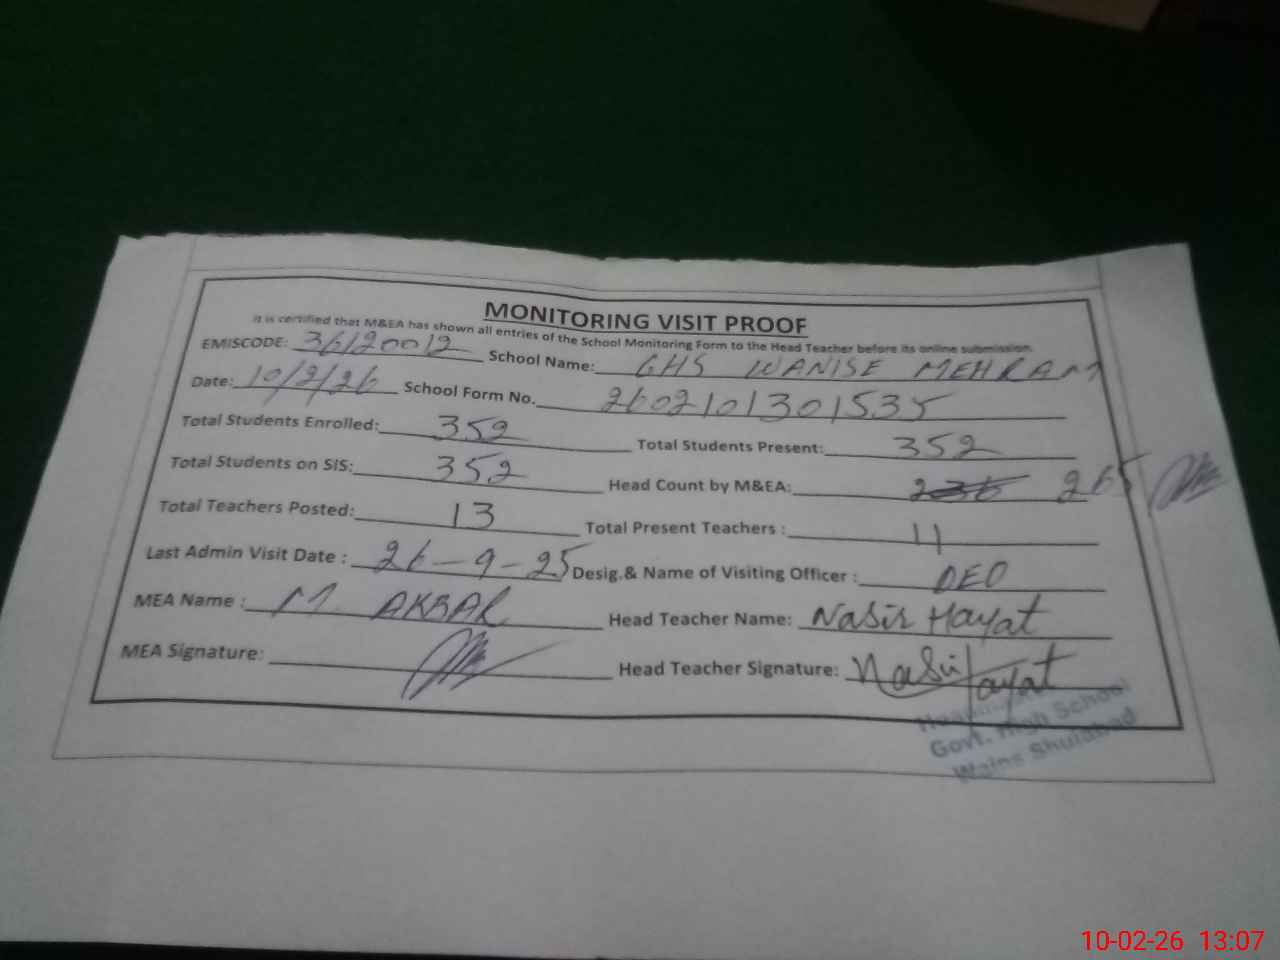 MONITORING VISIT PROOF
It is certified that M&EA has shown all entries of the School Monitoring Form to the Head Teacher before its online submission.
EMISCODE: 36120012 School Name: GHS WANISE MEHRAM
Date: 10/2/26 School Form No. 2602101301535
Total Students Enrolled: 352 Total Students Present: 352
Total Students on SIS: 352 Head Count by M&EA: 236 265
Total Teachers Posted: 13 Total Present Teachers : 11
Last Admin Visit Date : 26-9-25 Desig.& Name of Visiting Officer : DEO
MEA Name : M. AKBAR Head Teacher Name: Nasir Hayat
MEA Signature: Head Teacher Signature: Nasir Hayat
Govt. High School
Wains Shujabad
10-02-26 13:07